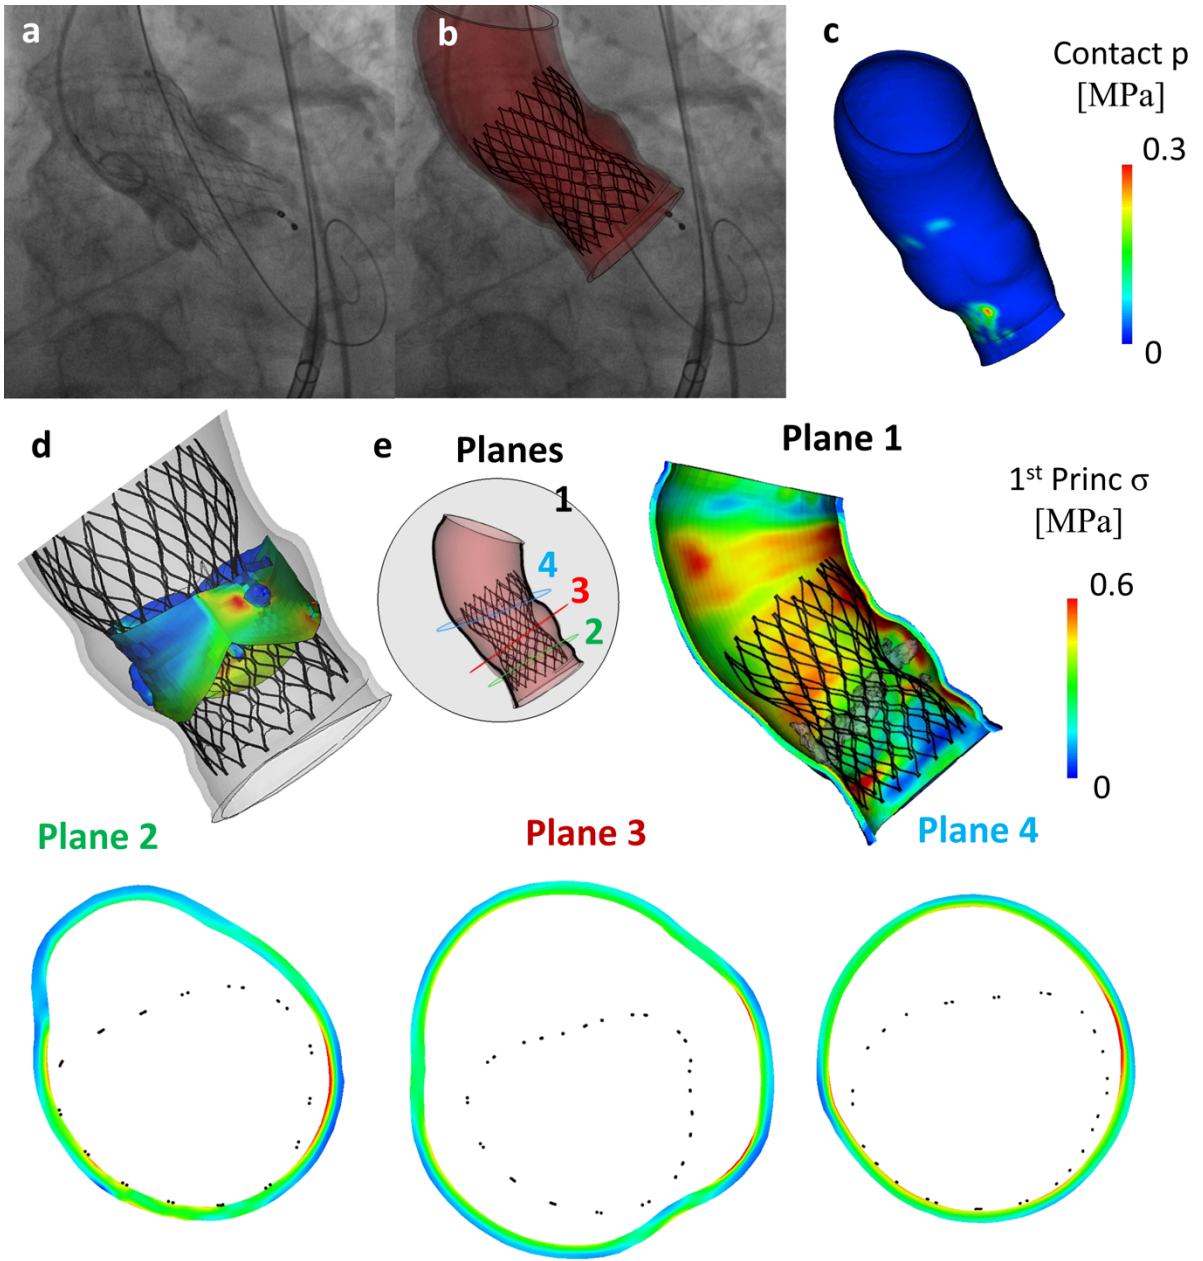 a
b
c
Contact p
[MPa]
0.3
0
d
e
Planes
1
4
3
2
Plane 1
1st Princ σ
[MPa]
0.6
0
Plane 2
Plane 3
Plane 4